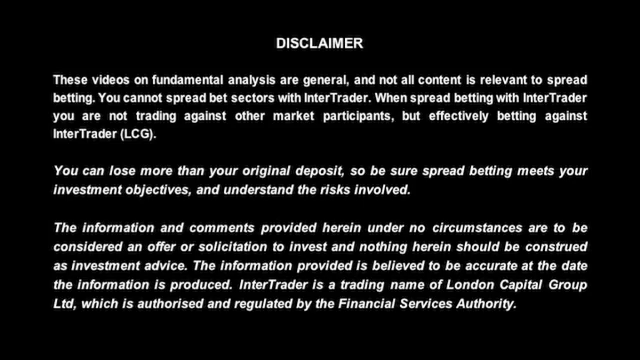 DISCLAIMER
These videos on fundamental analysis are general, and not all content is relevant to spread
betting. You cannot spread bet sectors with InterTrader. When spread betting with InterTrader
you are not trading against other market participants, but effectively betting against
InterTrader (LCG).
You can lose more than your original deposit, so be sure spread betting meets your
investment objectives, and understand the risks involved.
The information and comments provided herein under no circumstances are to be
considered an offer or solicitation to invest and nothing herein should be construed
as investment advice. The information provided is believed to be accurate at the date
the information is produced. InterTrader is a trading name of London Capital Group
Ltd, which is authorised and regulated by the Financial Services Authority.